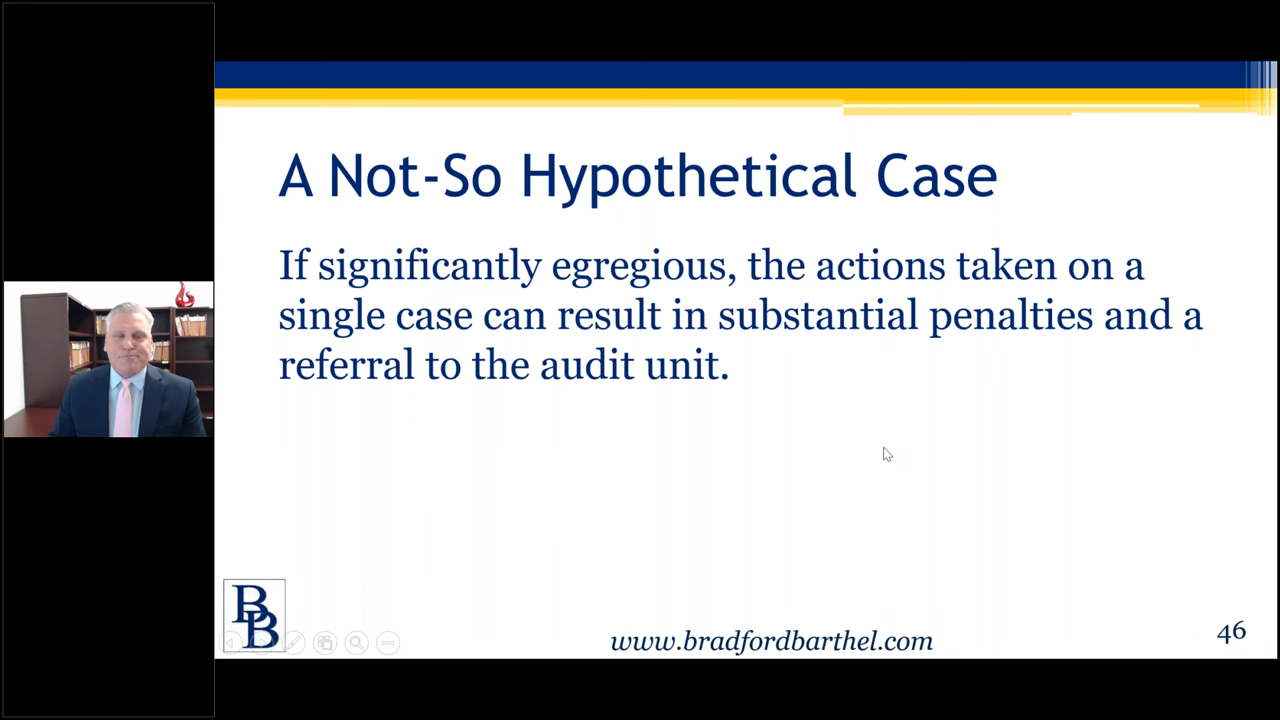 A Not-So Hypothetical Case
If significantly egregious, the actions taken on a
single case can result in substantial penalties and a
referral to the audit unit.
BB
www.bradfordbarthel.com
46